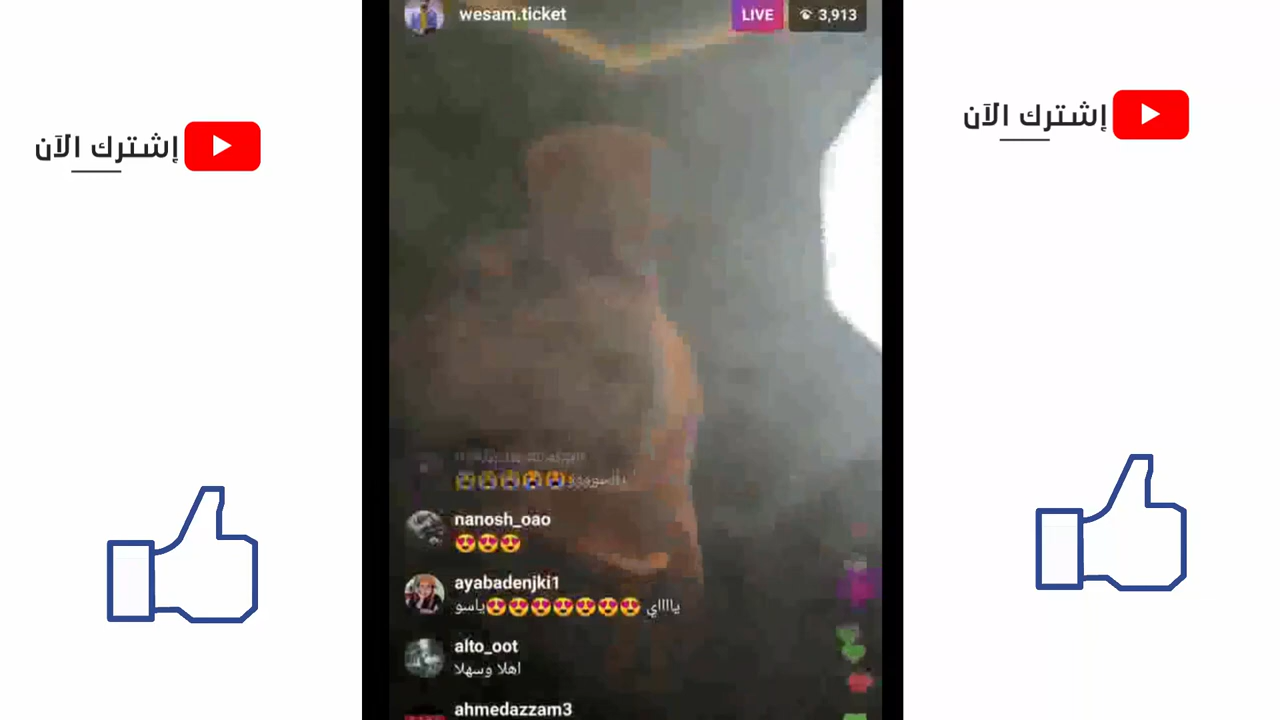 wesam.ticket
LIVE
3,913
إشترك الآن
إشترك الآن
nanosh_oao
😍😍😍
ayabadenjki1
ياسو😍😍😍😍😍😍😍 يااااي
alto_oot
اهلا وسهلا
ahmedazzam3